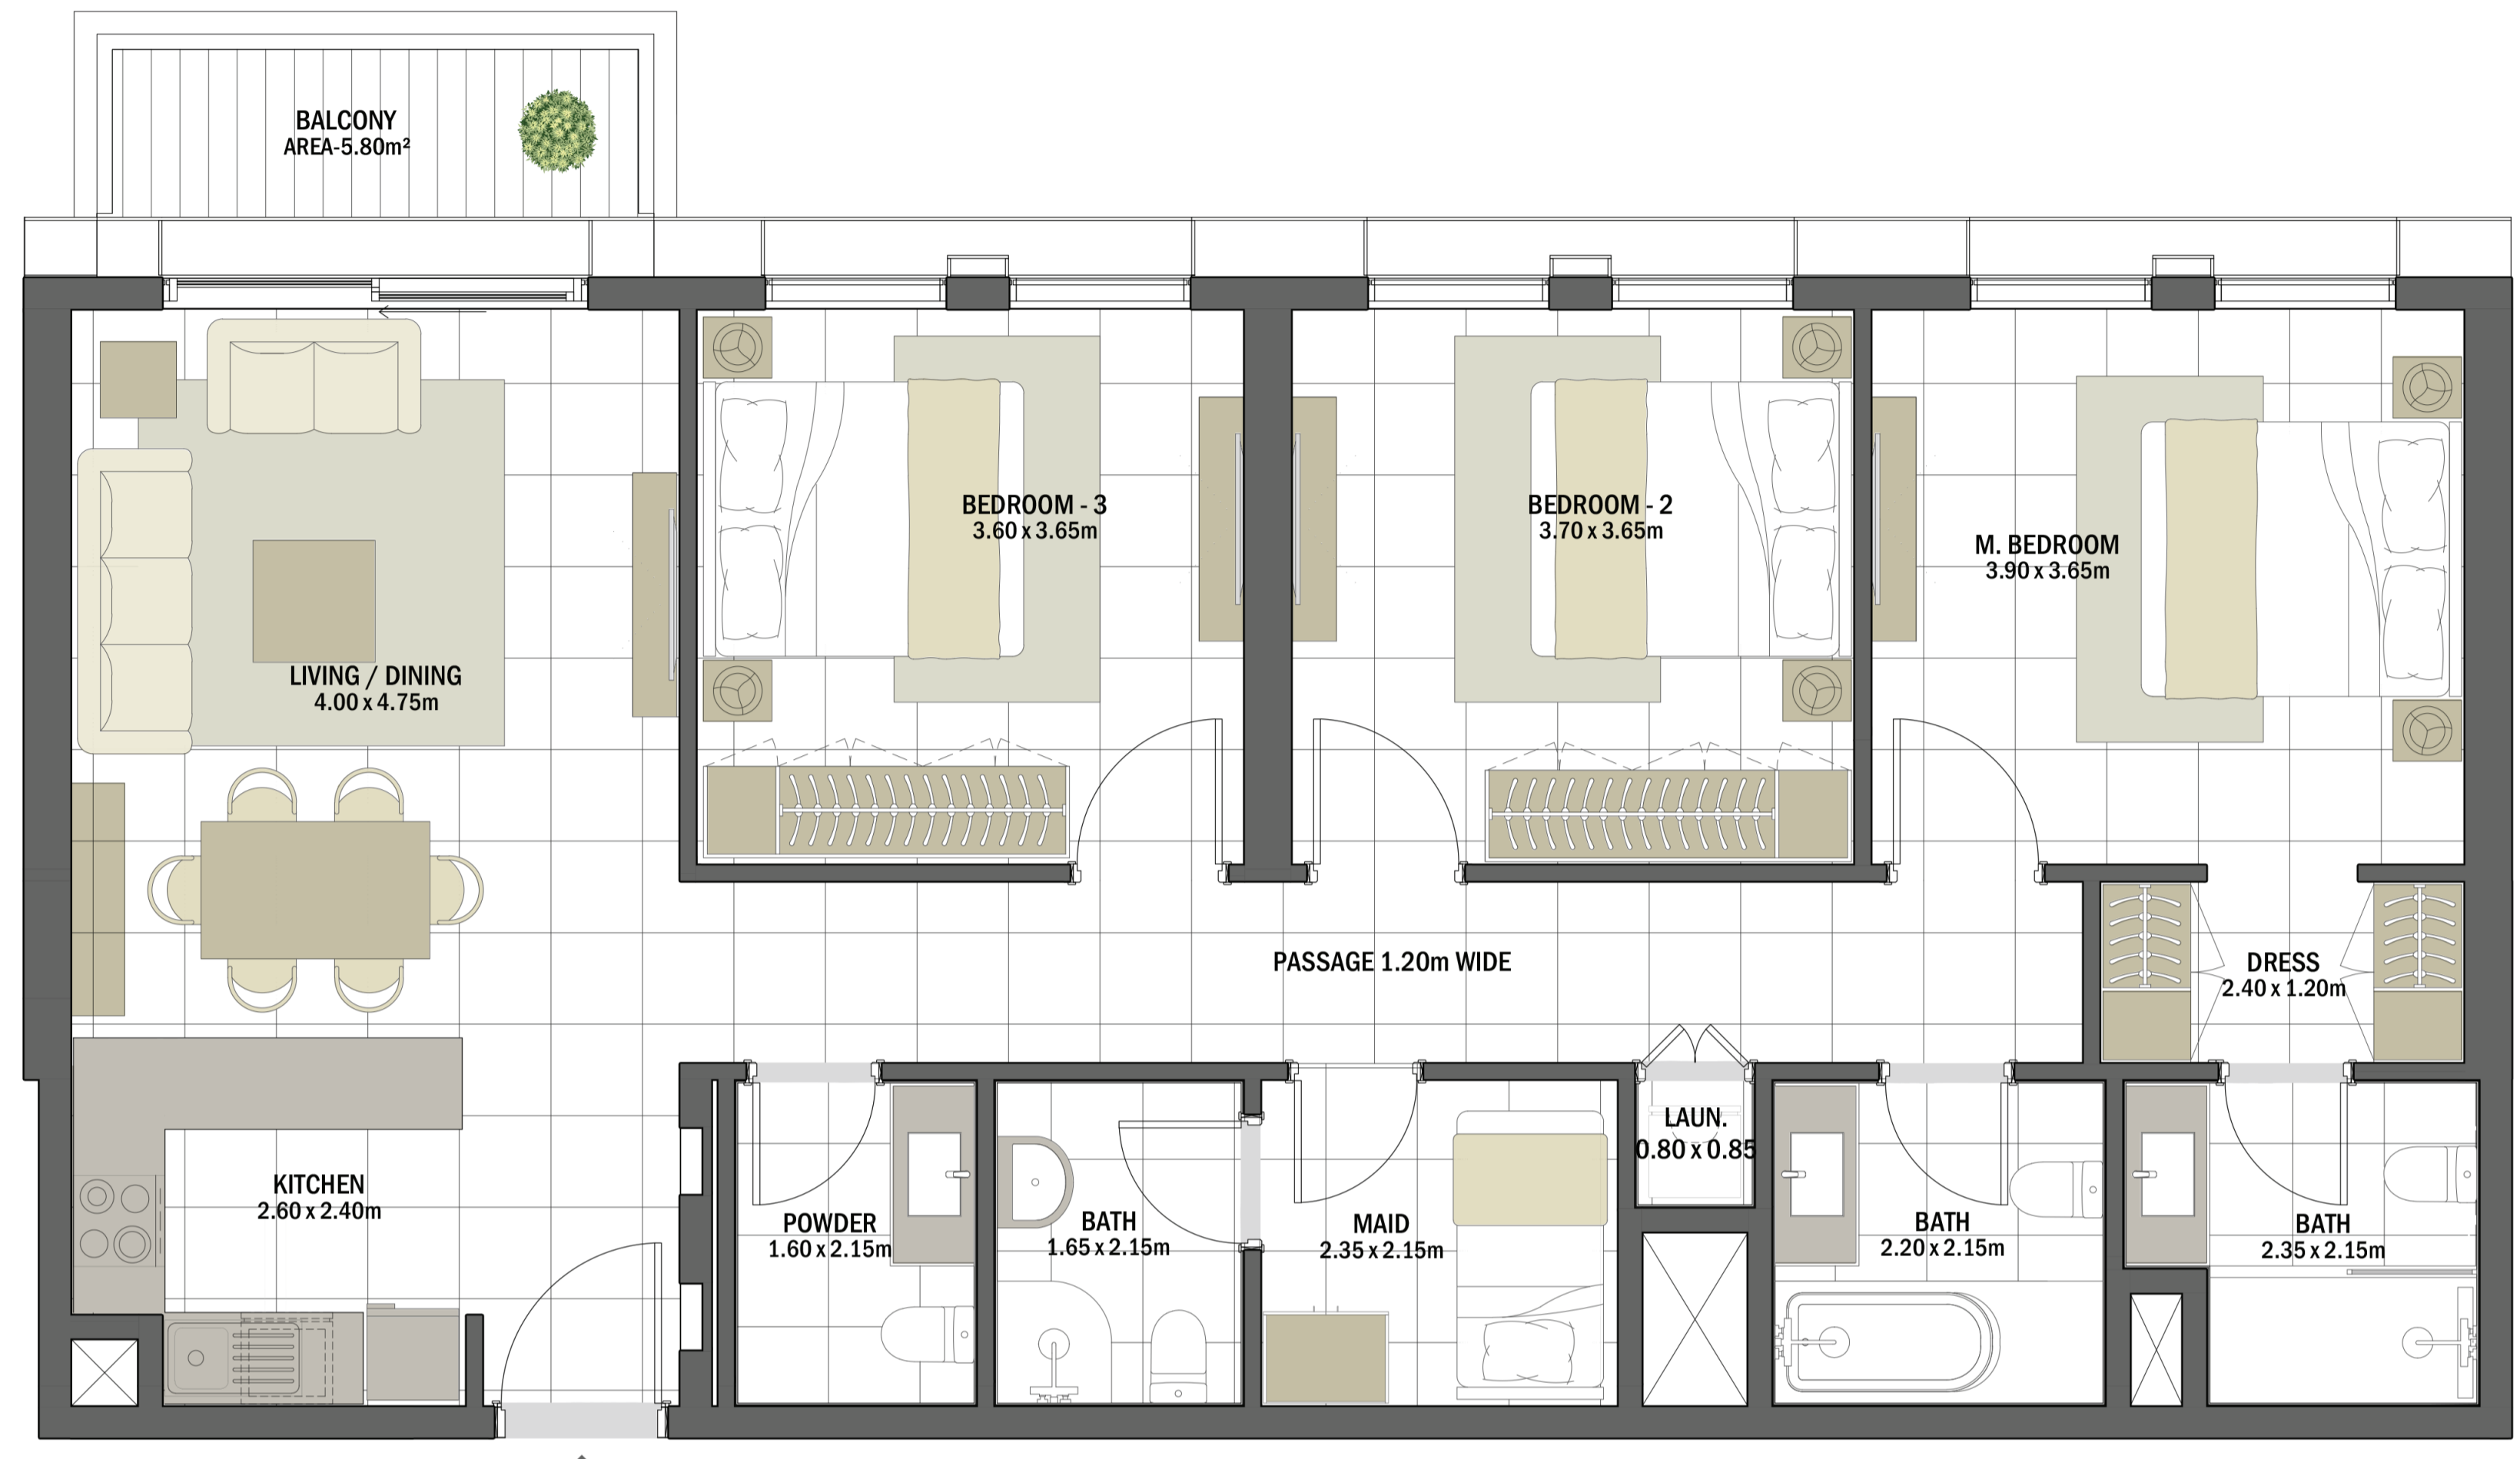 BALCONY
AREA-5.80m²
BEDROOM - 3
3.60 x 3.65m
BEDROOM - 2
3.70 x 3.65m
M. BEDROOM
3.90 x 3.65m
LIVING / DINING
4.00 x 4.75m
PASSAGE 1.20m WIDE
DRESS
2.40 x 1.20m
KITCHEN
2.60 x 2.40m
POWDER
1.60 x 2.15m
BATH
1.65 x 2.15m
MAID
2.35 x 2.15m
LAUN.
0.80 x 0.85
BATH
2.20 x 2.15m
BATH
2.35 x 2.15m